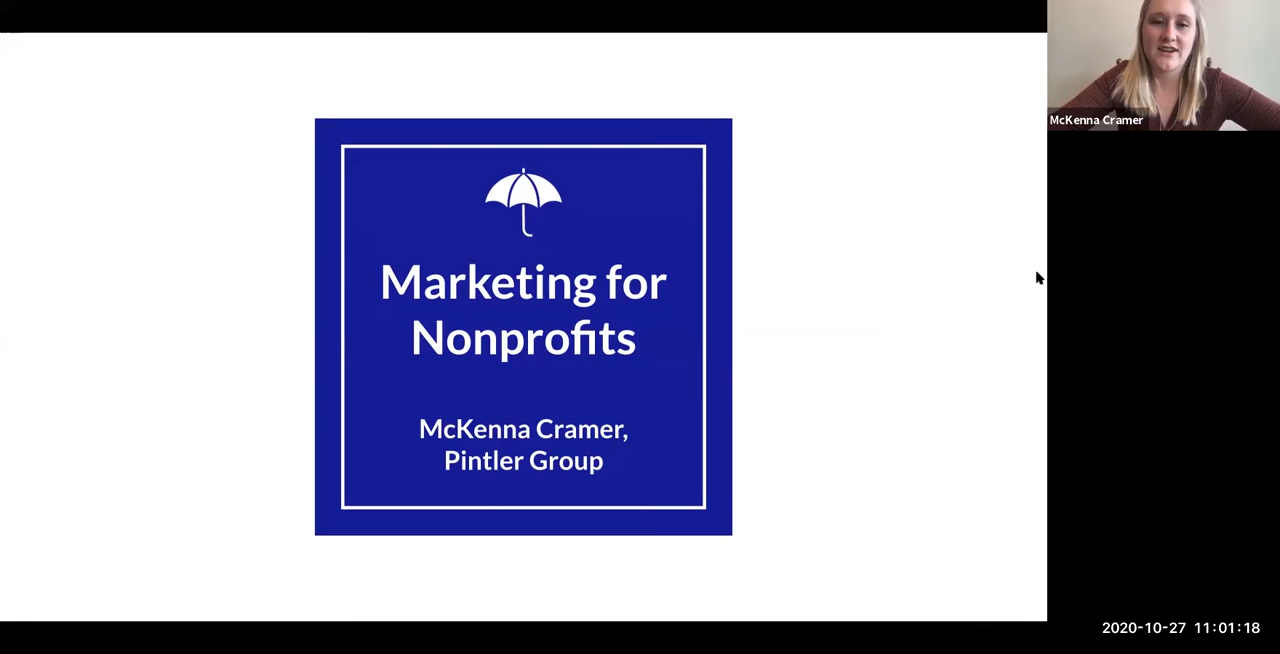 McKenna Cramer
Marketing for
Nonprofits
McKenna Cramer,
Pintler Group
2020-10-27 11:01:18